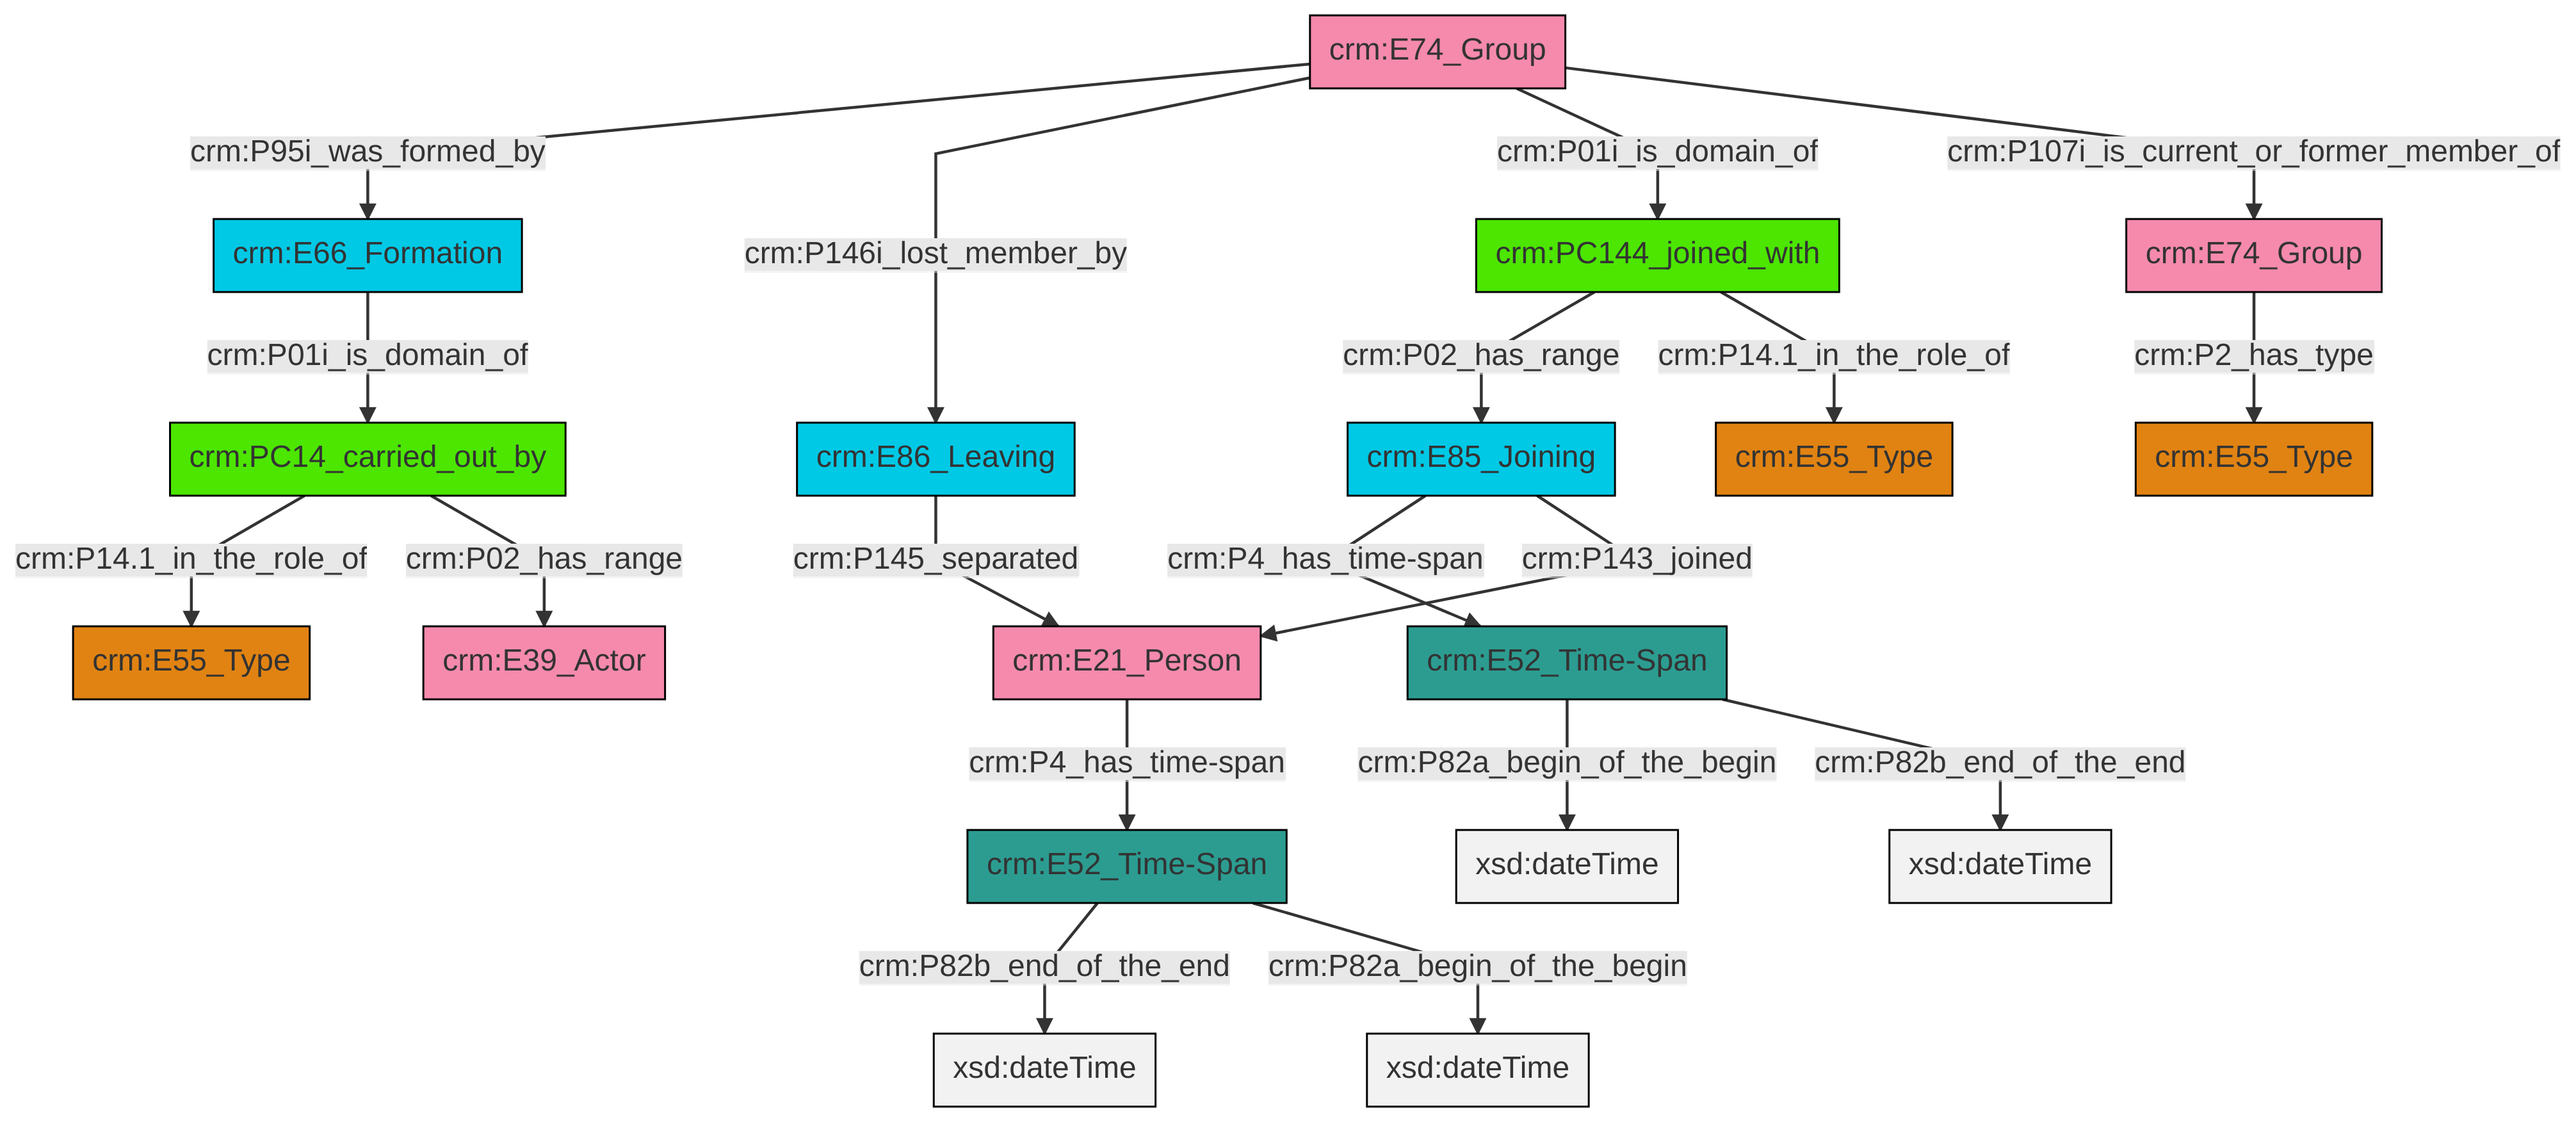 crm:E74_Group
crm:P95i_was_formed_by
crm:P01i_is_domain_of
crm:P107i_is_current_or_former_member_of
crm:E66_Formation
crm:P146i_lost_member_by
crm:PC144_joined_with
crm:E74_Group
crm:P01i_is_domain_of
crm:P02_has_range
crm:P14.1_in_the_role_of
crm:P2_has_type
crm:PC14_carried_out_by
crm:E86_Leaving
crm:E85_Joining
crm:E55_Type
crm:E55_Type
crm:P14.1_in_the_role_of
crm:P02_has_range
crm:P145_separated
crm:P4_has_time-span
crm:P143_joined
crm:E55_Type
crm:E39_Actor
crm:E21_Person
crm:E52_Time-Span
crm:P4_has_time-span
crm:P82a_begin_of_the_begin
crm:P82b_end_of_the_end
crm:E52_Time-Span
xsd:dateTime
xsd:dateTime
crm:P82b_end_of_the_end
crm:P82a_begin_of_the_begin
xsd:dateTime
xsd:dateTime